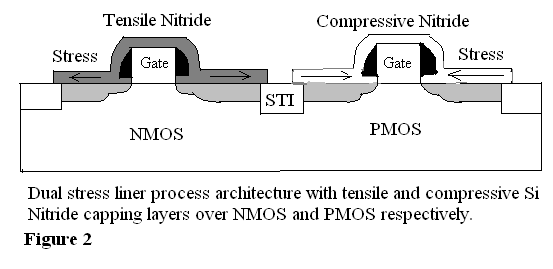 Tensile Nitride
Compressive Nitride
Stress
Gate
Gate
Stress
STI
NMOS
PMOS
Dual stress liner process architecture with tensile and compressive Si
Nitride capping layers over NMOS and PMOS respectively.
Figure 2